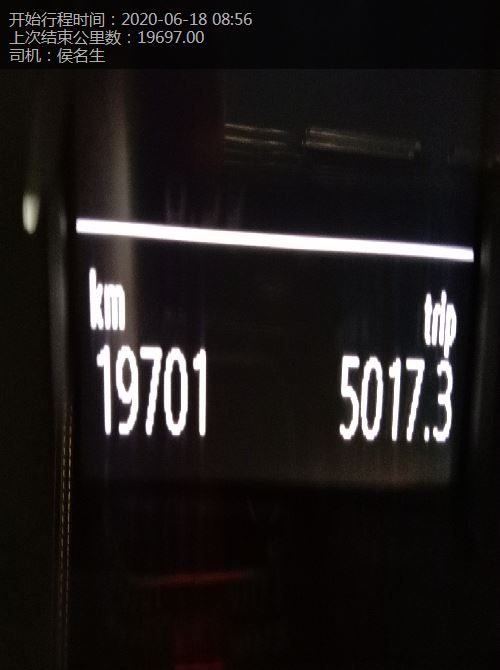 开始行程时间：2020-06-18 08:56
上次结束公里数：19697.00
司机：侯名生
km trip
19701 5017.3